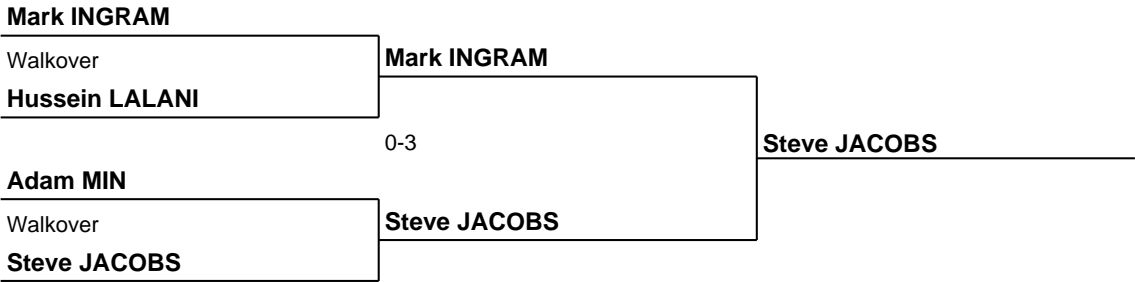 Mark INGRAM
Walkover
Mark INGRAM
Hussein LALANI
0-3
Steve JACOBS
Adam MIN
Walkover
Steve JACOBS
Steve JACOBS